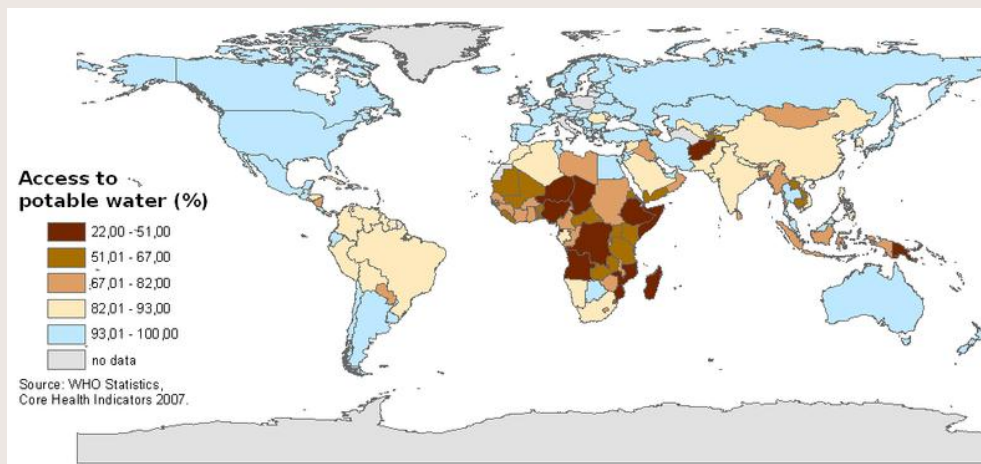 Access to
potable water (%)
22,00 -51,00
51,01 - 67,00
67,01 - 82,00
82,01 - 93,00
93,01 - 100,00
no data
Source: WHO Statistics,
Core Health Indicators 2007.